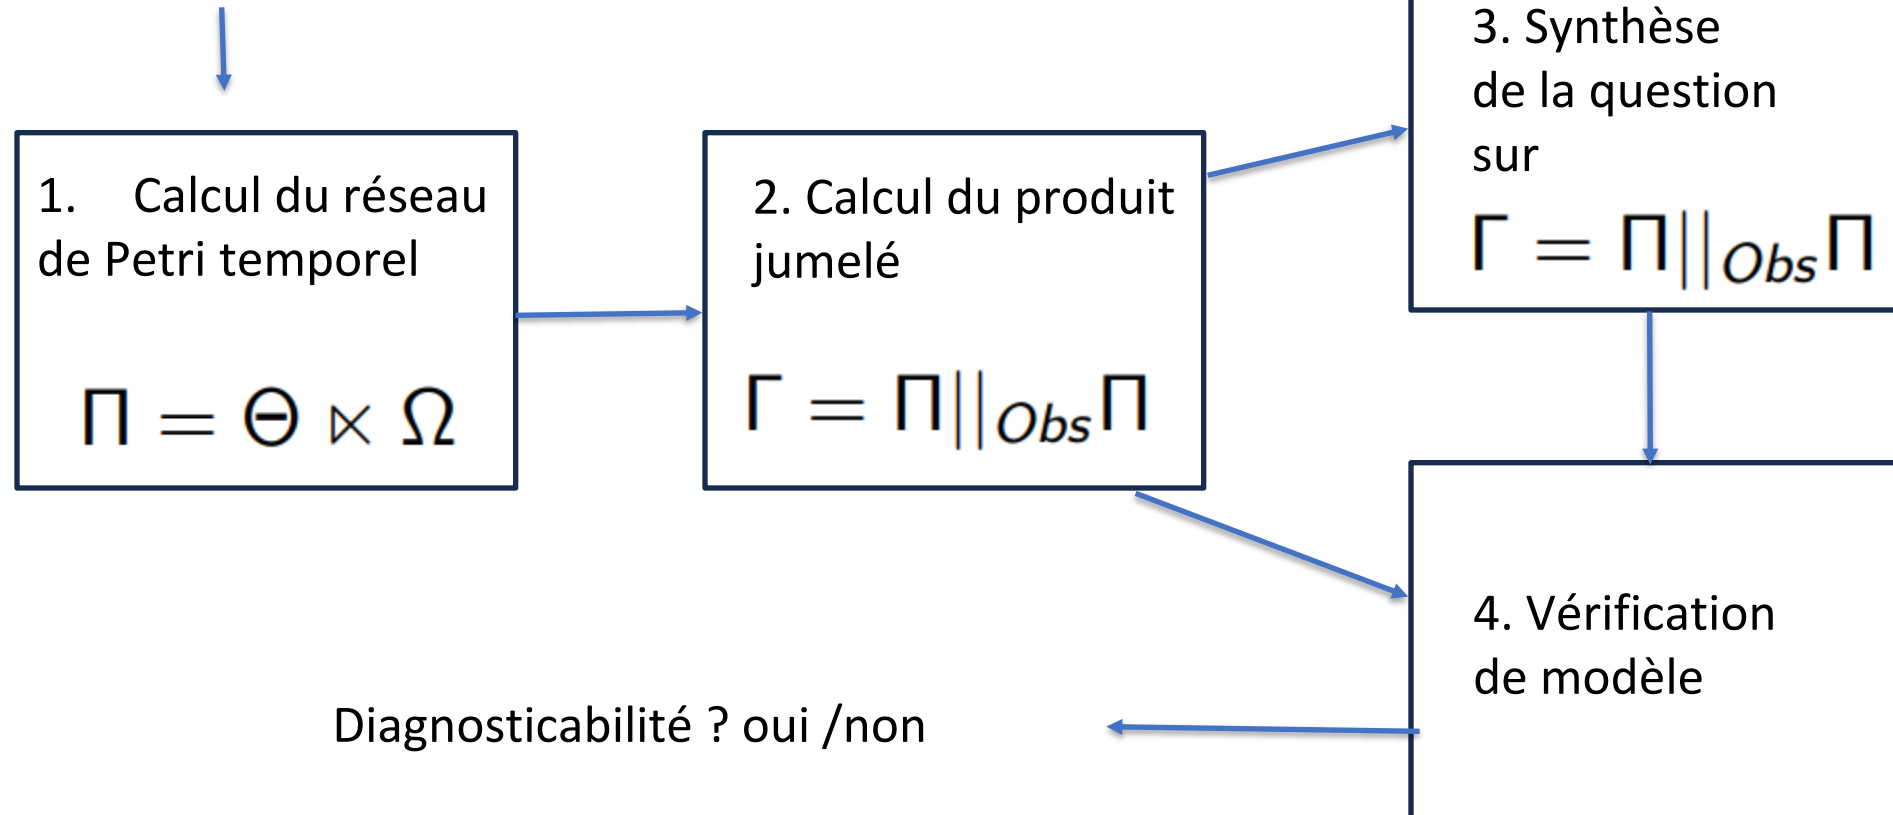 1. Calcul du réseau
de Petri temporel
Π = Θ ⋉ Ω
2. Calcul du produit
jumelé
Γ = Π||ObsΠ
3. Synthèse
de la question
sur
Γ = Π||ObsΠ
4. Vérification
de modèle
Diagnosticabilité ? oui /non